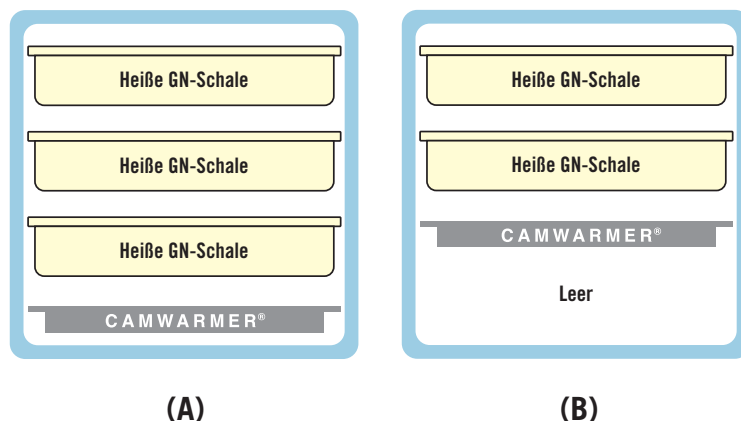 Heiße GN-Schale
Heiße GN-Schale
Heiße GN-Schale
CAMWARMER®
(A)
Heiße GN-Schale
Heiße GN-Schale
CAMWARMER®
Leer
(B)